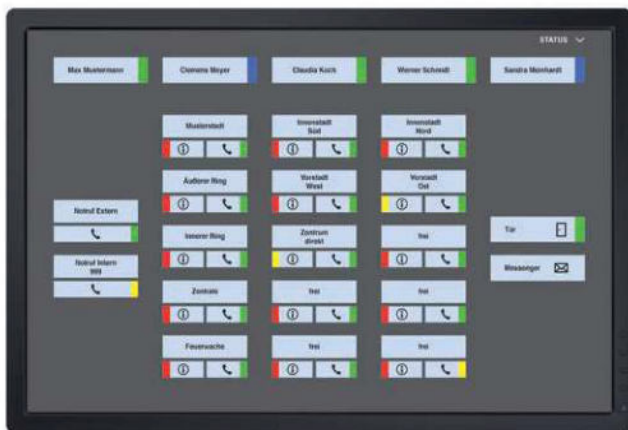 STATUS
Max Mustermann
Clemens Meyer
Claudia Koch
Werner Schmidt
Sandra Meinhardt
Musterstadt
Innenstadt
Süd
Innenstadt
Nord
Äußerer Ring
Vorstadt
West
Vorstadt
Ost
Notruf Extern
Innerer Ring
Zentrum
direkt
frei
Tür
Notruf Intern
999
Messenger
Zentrale
frei
frei
Feuerwache
frei
frei